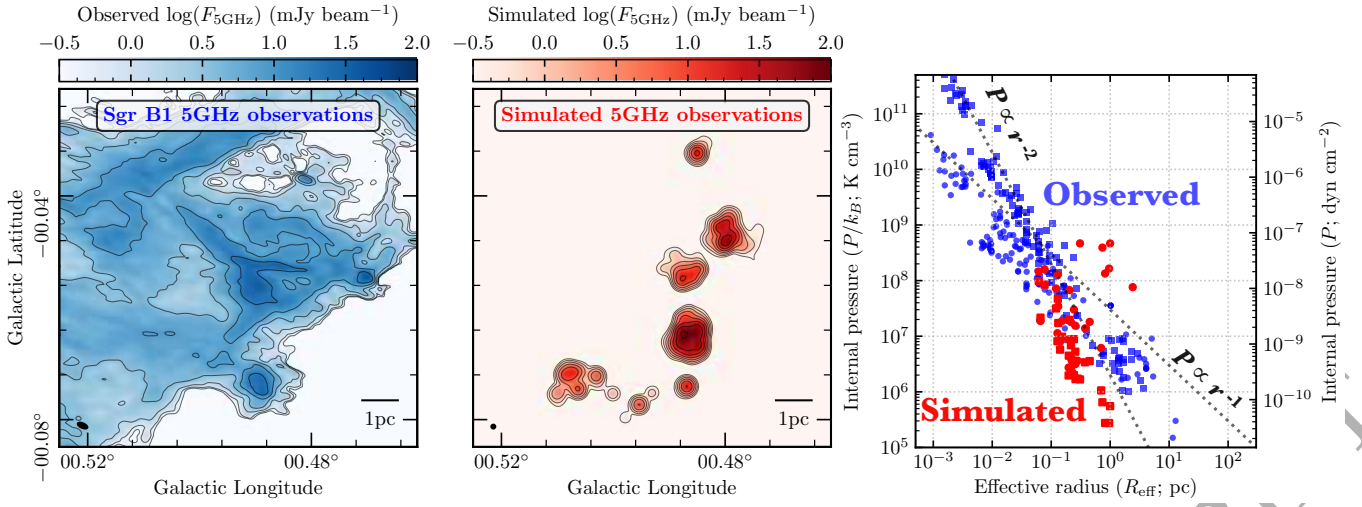 Observed log(F5GHz) (mJy beam−1)
−0.5 0.0 0.5 1.0 1.5 2.0
Sgr B1 5GHz observations
Galactic Latitude
−00.04°
−00.08°
1pc
00.52° 00.48°
Galactic Longitude
Simulated log(F5GHz) (mJy beam−1)
−0.5 0.0 0.5 1.0 1.5 2.0
Simulated 5GHz observations
1pc
00.52° 00.48°
Galactic Longitude
Internal pressure (P/kB; K cm−3)
10^11
10^10
10^9
10^8
10^7
10^6
10^5
P ∝ r^-2
Observed
P ∝ r^-1
Simulated
10^−5
10^−6
10^−7
10^−8
10^−9
10^−10
Internal pressure (P; dyn cm−2)
10^−3 10^−2 10^−1 10^0 10^1 10^2
Effective radius (Reff; pc)